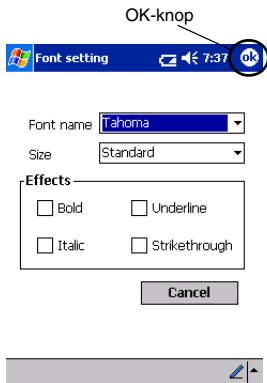 OK-knop
Font setting 7:37 ok
Font name Tahoma
Size Standard
Effects
Bold Underline
Italic Strikethrough
Cancel